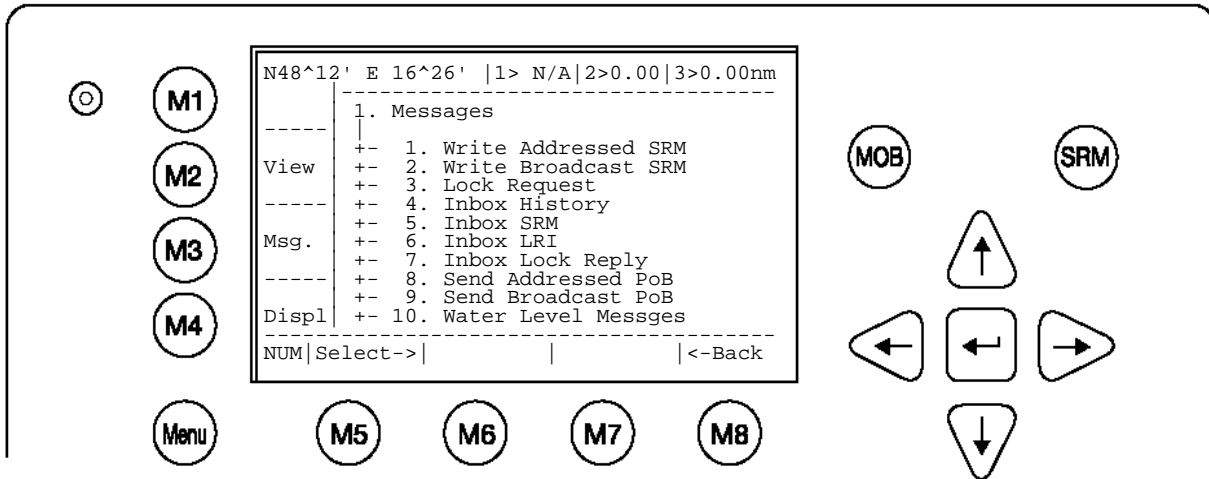 N48^12' E 16^26' |1> N/A|2>0.00|3>0.00nm
M1
1. Messages
MOB
SRM
+- 1. Write Addressed SRM
View +- 2. Write Broadcast SRM
M2
+- 3. Lock Request
+- 4. Inbox History
+- 5. Inbox SRM
Msg. +- 6. Inbox LRI
M3
+- 7. Inbox Lock Reply
+- 8. Send Addressed PoB
+- 9. Send Broadcast PoB
Displ +- 10. Water Level Messges
M4
NUM|Select->| | |<-Back
Menu
M5
M6
M7
M8